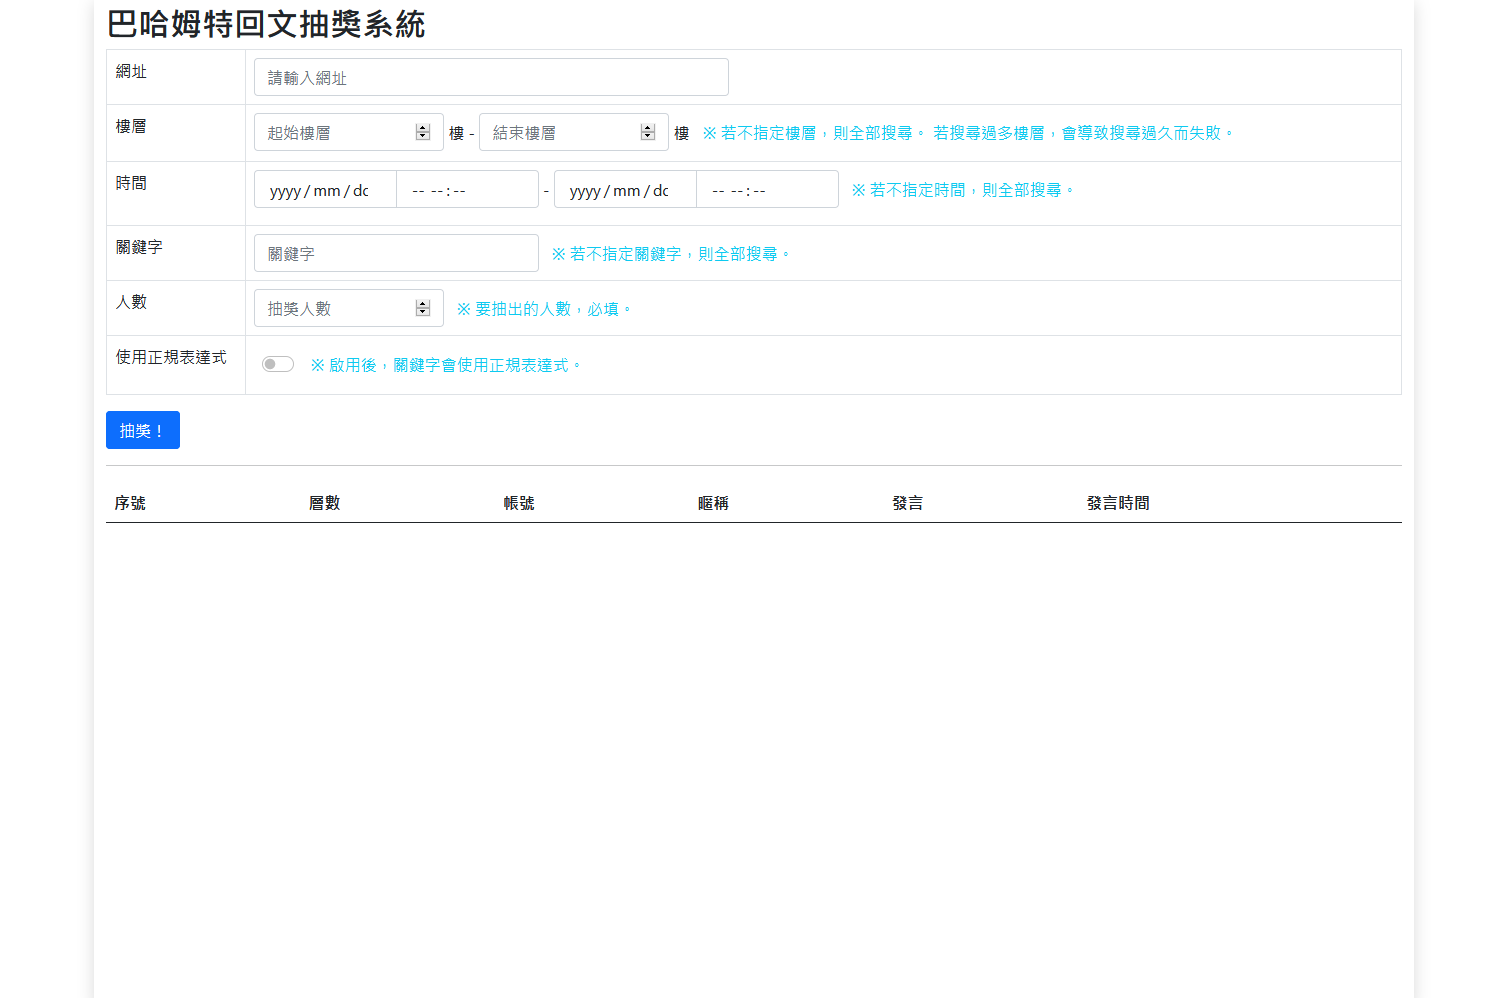 巴哈姆特回文抽獎系統
網址 請輸入網址
樓層 起始樓層 樓 - 結束樓層 樓 ※ 若不指定樓層，則全部搜尋。 若搜尋過多樓層，會導致搜尋過久而失敗。
時間 yyyy/mm/dd -- --:-- - yyyy/mm/dd -- --:-- ※ 若不指定時間，則全部搜尋。
關鍵字 關鍵字 ※ 若不指定關鍵字，則全部搜尋。
人數 抽獎人數 ※ 要抽出的人數，必填。
使用正規表達式 ※ 啟用後，關鍵字會使用正規表達式。
抽獎！
序號 層數 帳號 暱稱 發言 發言時間